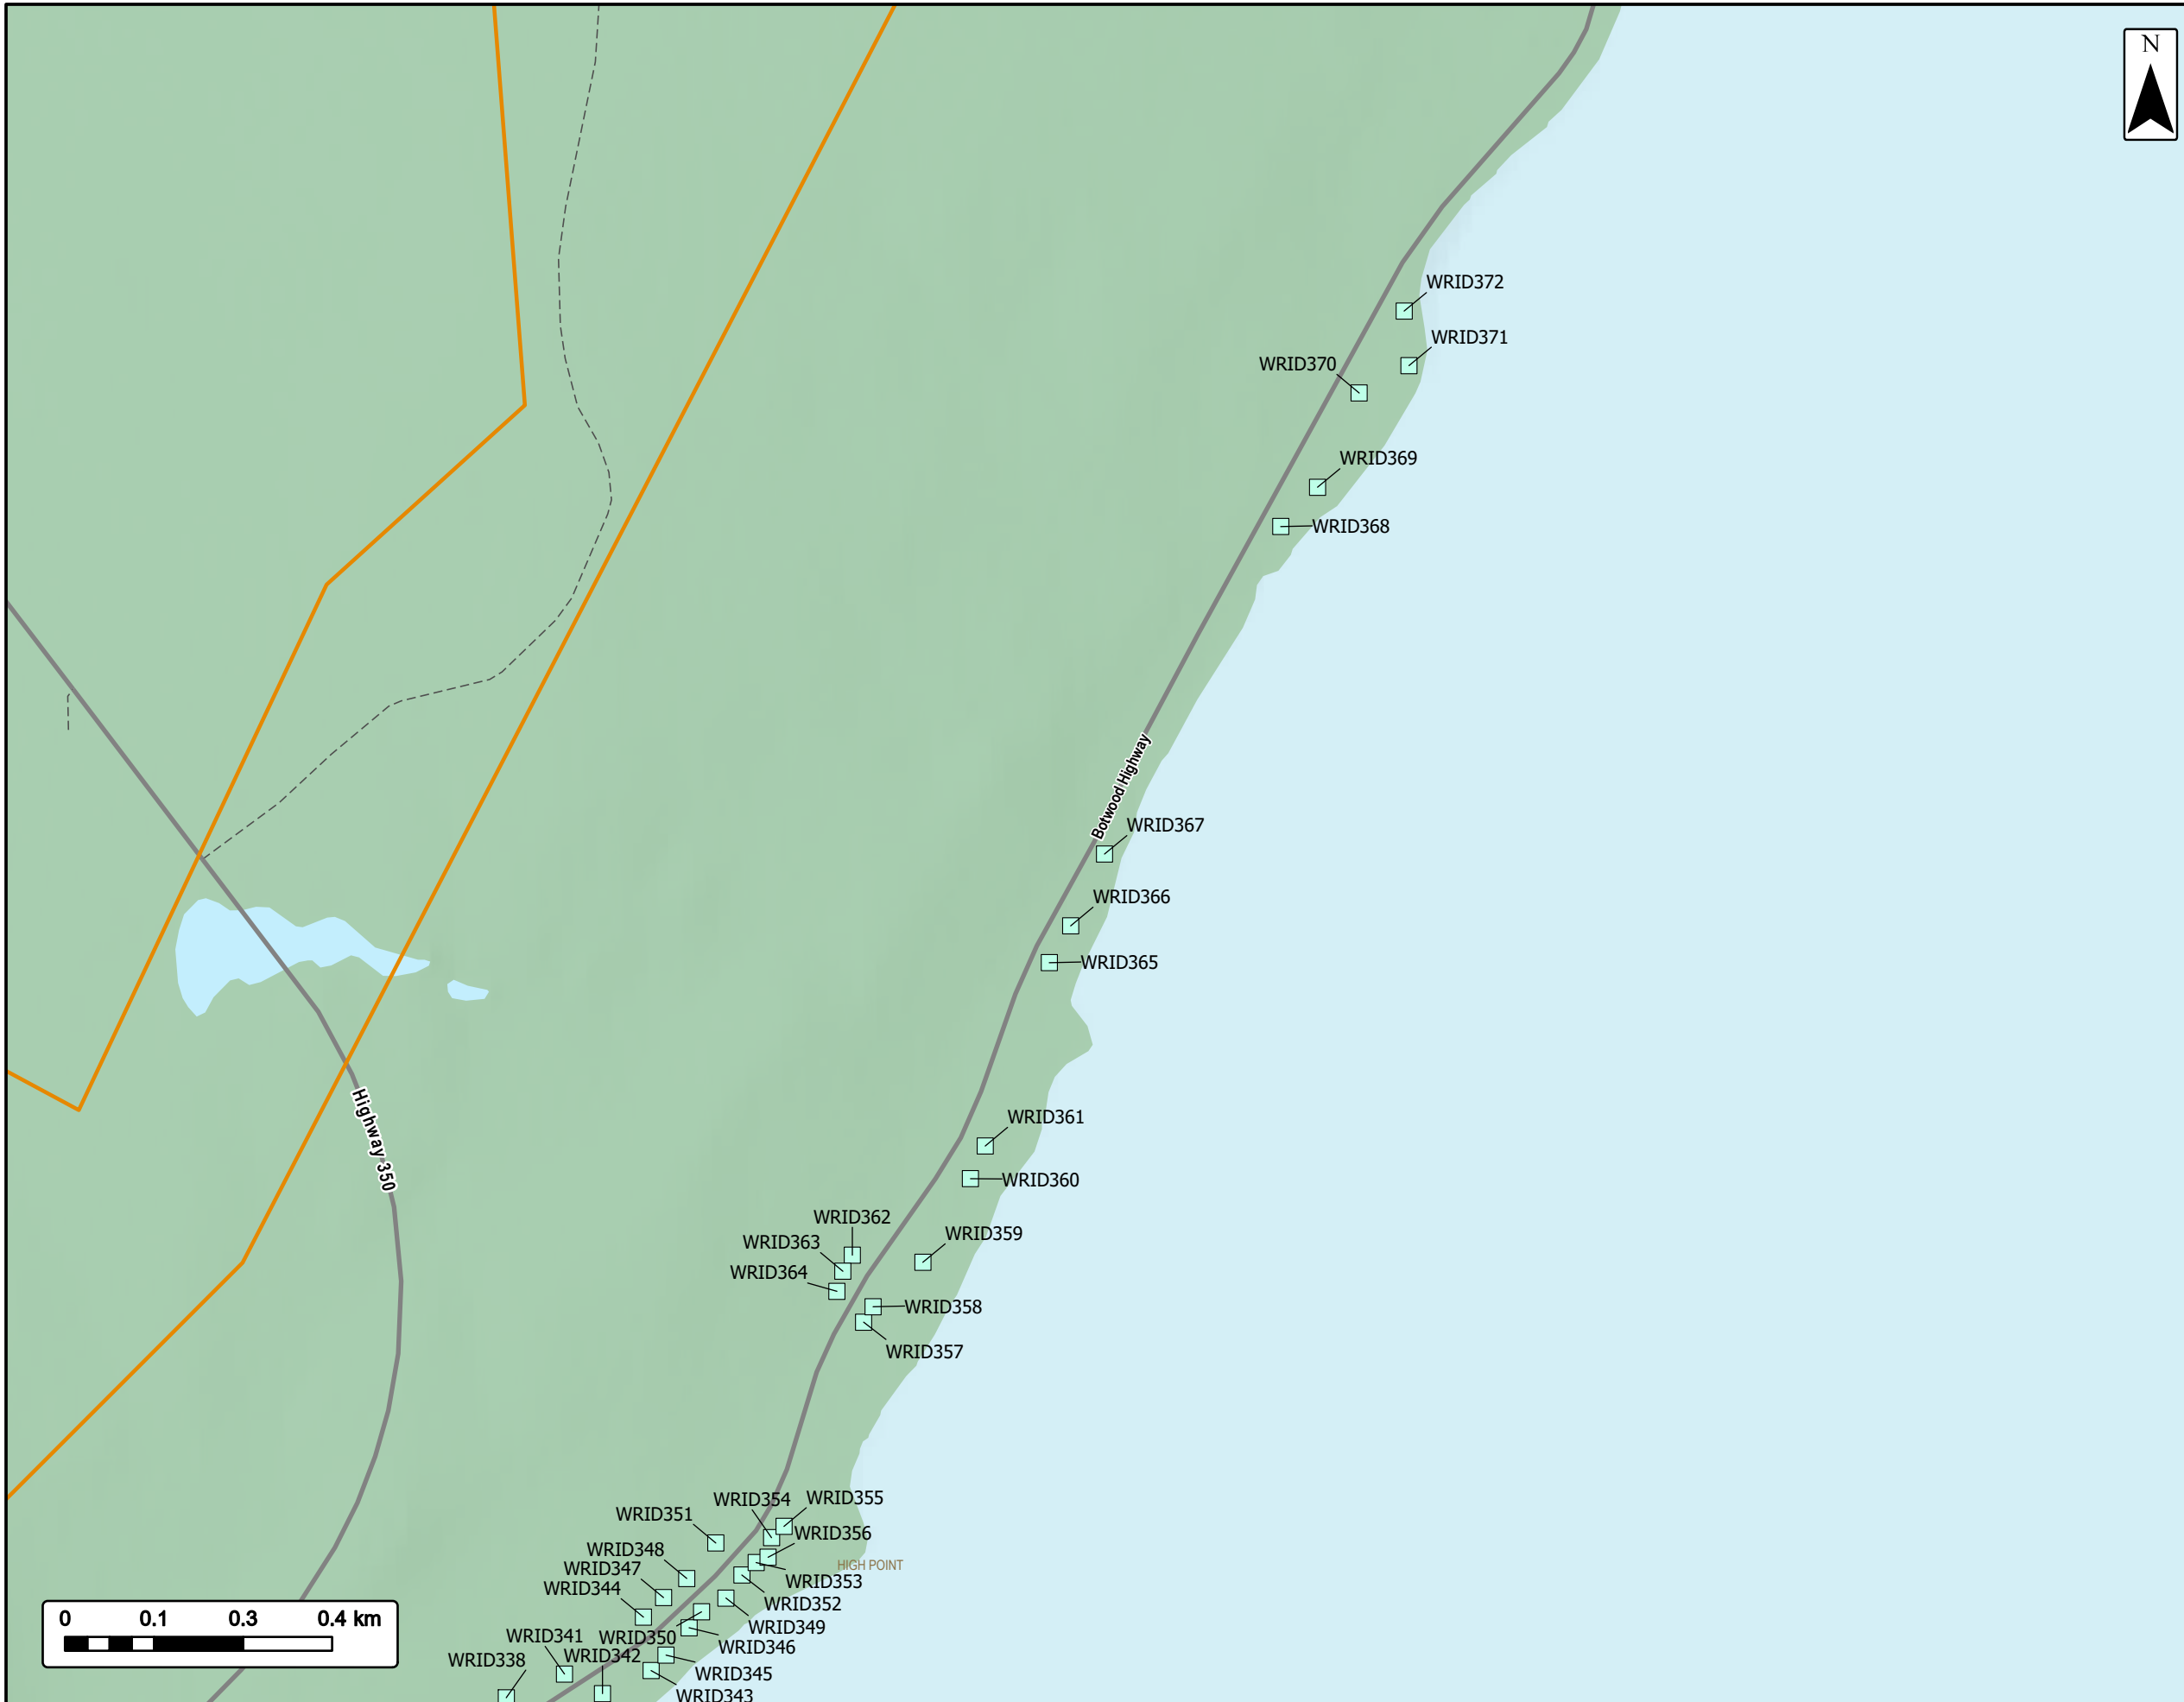 N
WRID372
WRID371
WRID370
WRID369
WRID368
Botwood Highway
WRID367
WRID366
WRID365
Highway 350
WRID361
WRID360
WRID362
WRID359
WRID363
WRID364
WRID358
WRID357
WRID354
WRID355
WRID351
WRID356
WRID348
HIGH POINT
WRID347
WRID353
WRID344
WRID352
0 0.1 0.3 0.4 km
WRID349
WRID341
WRID350
WRID346
WRID342
WRID338
WRID345
WRID343